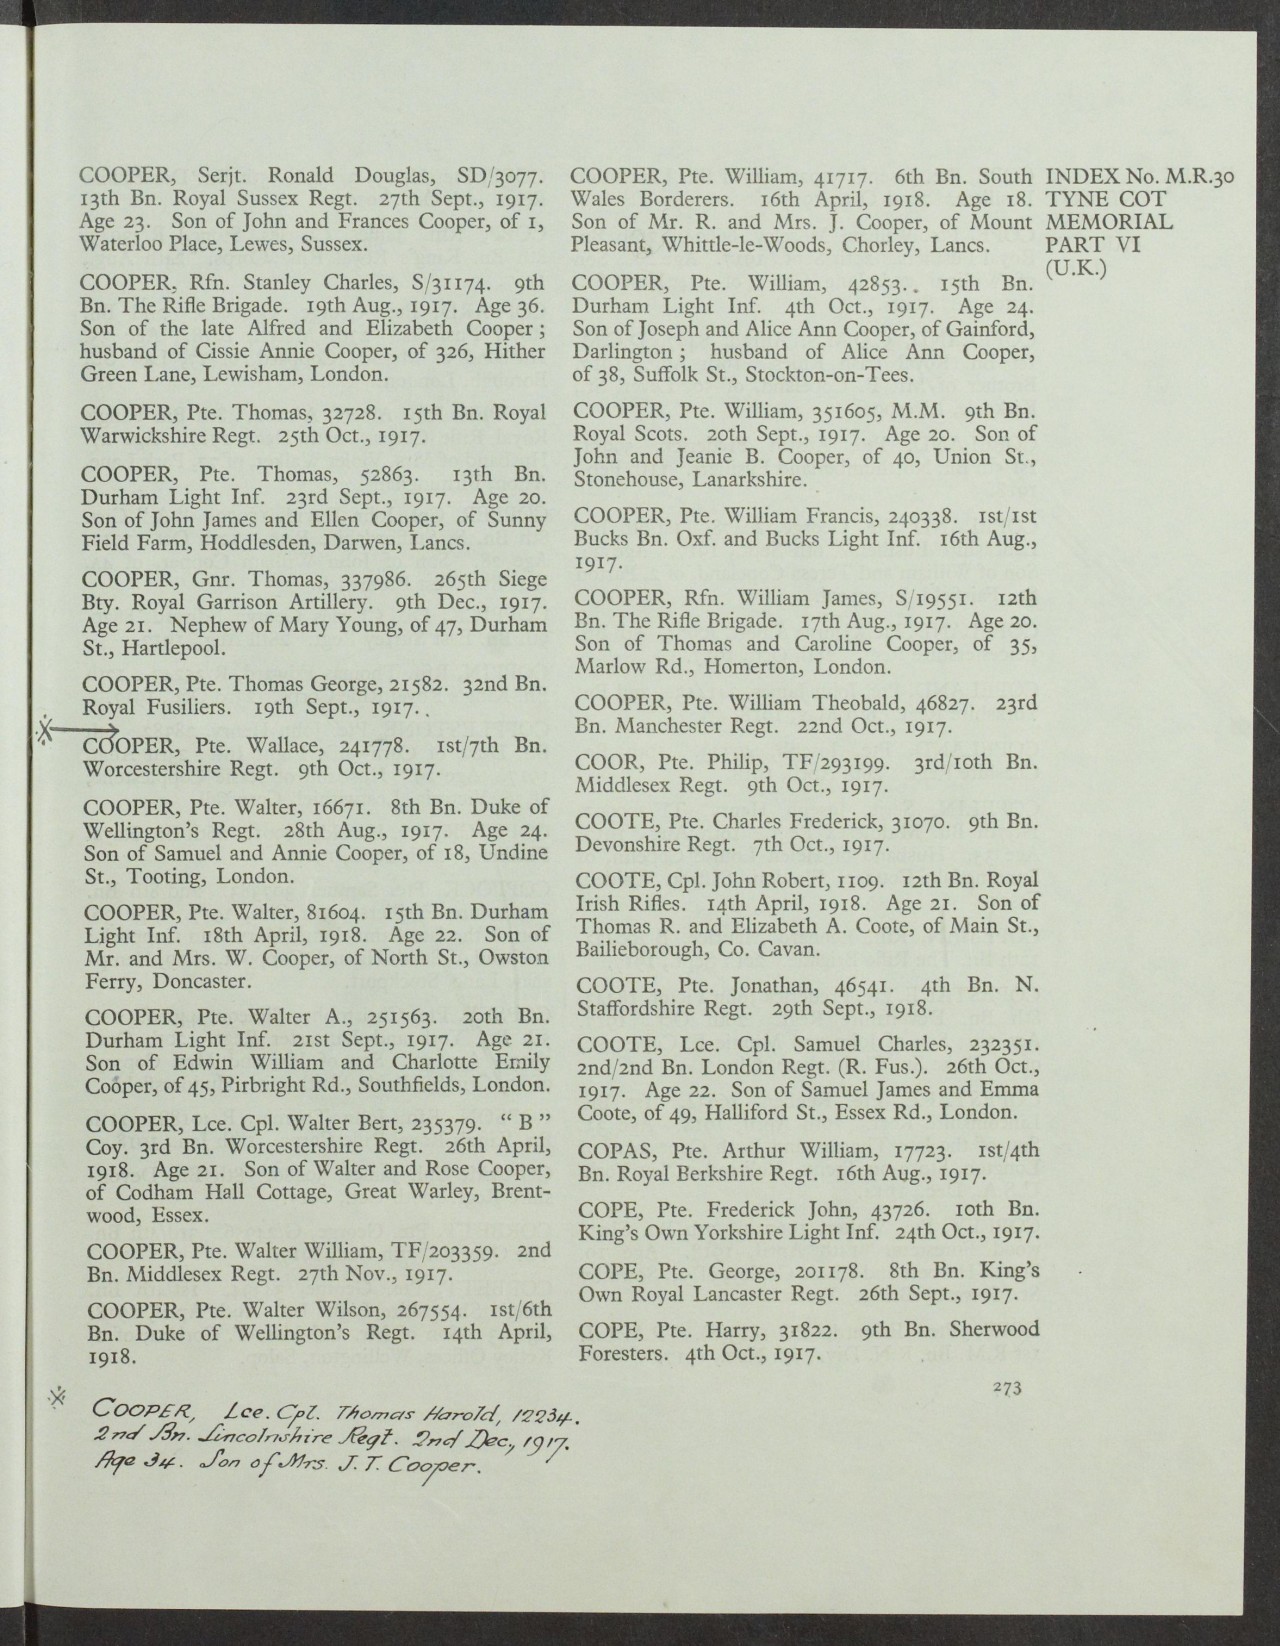 COOPER, Serjt. Ronald Douglas, SD/3077.
13th Bn. Royal Sussex Regt. 27th Sept., 1917.
Age 23. Son of John and Frances Cooper, of 1,
Waterloo Place, Lewes, Sussex.
COOPER, Rfn. Stanley Charles, S/31174. 9th
Bn. The Rifle Brigade. 19th Aug., 1917. Age 36.
Son of the late Alfred and Elizabeth Cooper ;
husband of Cissie Annie Cooper, of 326, Hither
Green Lane, Lewisham, London.
COOPER, Pte. Thomas, 32728. 15th Bn. Royal
Warwickshire Regt. 25th Oct., 1917.
COOPER, Pte. Thomas, 52863. 13th Bn.
Durham Light Inf. 23rd Sept., 1917. Age 20.
Son of John James and Ellen Cooper, of Sunny
Field Farm, Hoddlesden, Darwen, Lancs.
COOPER, Gnr. Thomas, 337986. 265th Siege
Bty. Royal Garrison Artillery. 9th Dec., 1917.
Age 21. Nephew of Mary Young, of 47, Durham
St., Hartlepool.
COOPER, Pte. Thomas George, 21582. 32nd Bn.
Royal Fusiliers. 19th Sept., 1917.
COOPER, Pte. Wallace, 241778. 1st/7th Bn.
Worcestershire Regt. 9th Oct., 1917.
COOPER, Pte. Walter, 16671. 8th Bn. Duke of
Wellington's Regt. 28th Aug., 1917. Age 24.
Son of Samuel and Annie Cooper, of 18, Undine
St., Tooting, London.
COOPER, Pte. Walter, 81604. 15th Bn. Durham
Light Inf. 18th April, 1918. Age 22. Son of
Mr. and Mrs. W. Cooper, of North St., Owston
Ferry, Doncaster.
COOPER, Pte. Walter A., 251563. 20th Bn.
Durham Light Inf. 21st Sept., 1917. Age 21.
Son of Edwin William and Charlotte Emily
Cooper, of 45, Pirbright Rd., Southfields, London.
COOPER, Lce. Cpl. Walter Bert, 235379. " B "
Coy. 3rd Bn. Worcestershire Regt. 26th April,
1918. Age 21. Son of Walter and Rose Cooper,
of Codham Hall Cottage, Great Warley, Brent-
wood, Essex.
COOPER, Pte. Walter William, TF/203359. 2nd
Bn. Middlesex Regt. 27th Nov., 1917.
COOPER, Pte. Walter Wilson, 267554. 1st/6th
Bn. Duke of Wellington's Regt. 14th April,
1918.
COOPER, Lce. Cpl. Thomas Harold, 12234.
2nd Bn. Lincolnshire Regt. 2nd Dec., 1917.
Age 34. Son of Mrs. J. T. Cooper.
COOPER, Pte. William, 41717. 6th Bn. South
Wales Borderers. 16th April, 1918. Age 18.
Son of Mr. R. and Mrs. J. Cooper, of Mount
Pleasant, Whittle-le-Woods, Chorley, Lancs.
COOPER, Pte. William, 42853. 15th Bn.
Durham Light Inf. 4th Oct., 1917. Age 24.
Son of Joseph and Alice Ann Cooper, of Gainford,
Darlington ; husband of Alice Ann Cooper,
of 38, Suffolk St., Stockton-on-Tees.
COOPER, Pte. William, 351605, M.M. 9th Bn.
Royal Scots. 20th Sept., 1917. Age 20. Son of
John and Jeanie B. Cooper, of 40, Union St.,
Stonehouse, Lanarkshire.
COOPER, Pte. William Francis, 240338. 1st/1st
Bucks Bn. Oxf. and Bucks Light Inf. 16th Aug.,
1917.
COOPER, Rfn. William James, S/19551. 12th
Bn. The Rifle Brigade. 17th Aug., 1917. Age 20.
Son of Thomas and Caroline Cooper, of 35,
Marlow Rd., Homerton, London.
COOPER, Pte. William Theobald, 46827. 23rd
Bn. Manchester Regt. 22nd Oct., 1917.
COOR, Pte. Philip, TF/293199. 3rd/10th Bn.
Middlesex Regt. 9th Oct., 1917.
COOTE, Pte. Charles Frederick, 31070. 9th Bn.
Devonshire Regt. 7th Oct., 1917.
COOTE, Cpl. John Robert, 1109. 12th Bn. Royal
Irish Rifles. 14th April, 1918. Age 21. Son of
Thomas R. and Elizabeth A. Coote, of Main St.,
Bailieborough, Co. Cavan.
COOTE, Pte. Jonathan, 46541. 4th Bn. N.
Staffordshire Regt. 29th Sept., 1918.
COOTE, Lce. Cpl. Samuel Charles, 232351.
2nd/2nd Bn. London Regt. (R. Fus.). 26th Oct.,
1917. Age 22. Son of Samuel James and Emma
Coote, of 49, Halliford St., Essex Rd., London.
COPAS, Pte. Arthur William, 17723. 1st/4th
Bn. Royal Berkshire Regt. 16th Aug., 1917.
COPE, Pte. Frederick John, 43726. 10th Bn.
King's Own Yorkshire Light Inf. 24th Oct., 1917.
COPE, Pte. George, 201178. 8th Bn. King's
Own Royal Lancaster Regt. 26th Sept., 1917.
COPE, Pte. Harry, 31822. 9th Bn. Sherwood
Foresters. 4th Oct., 1917.
273
INDEX No. M.R.30
TYNE COT
MEMORIAL
PART VI
(U.K.)